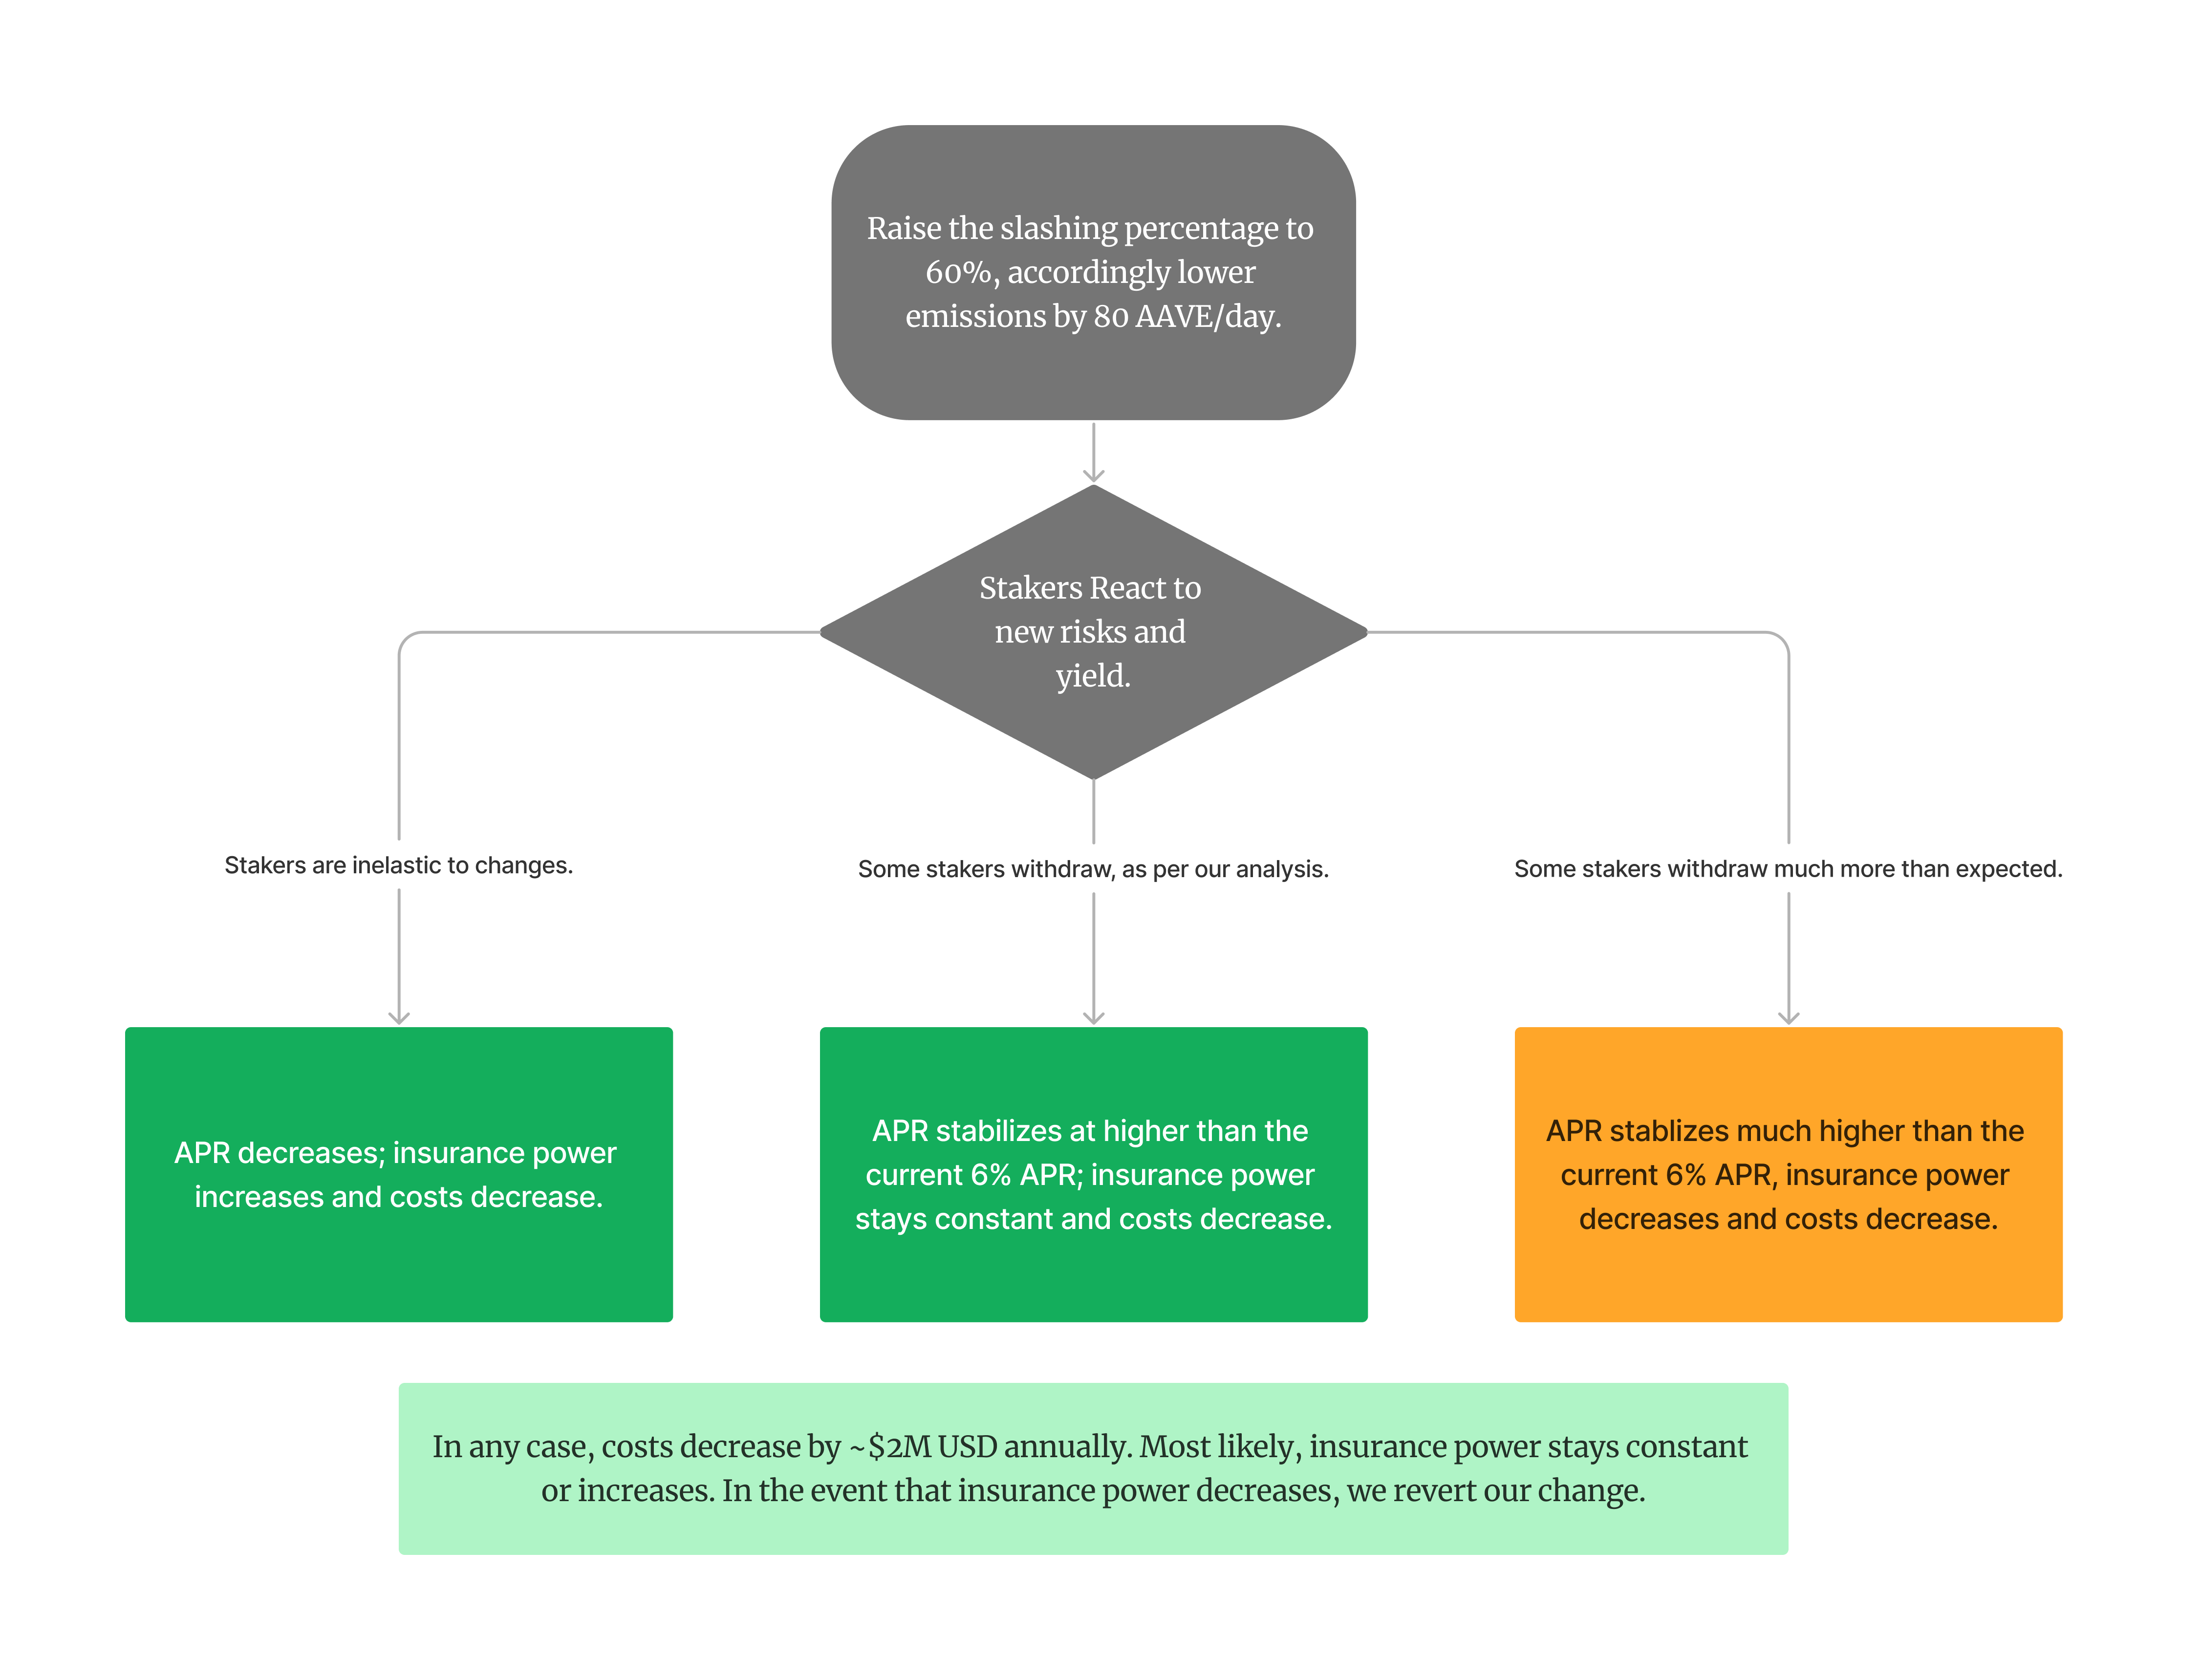 Raise the slashing percentage to
60%, accordingly lower
emissions by 80 AAVE/day.
Stakers React to
new risks and
yield.
Stakers are inelastic to changes.
Some stakers withdraw, as per our analysis.
Some stakers withdraw much more than expected.
APR decreases; insurance power
increases and costs decrease.
APR stabilizes at higher than the
current 6% APR; insurance power
stays constant and costs decrease.
APR stablizes much higher than the
current 6% APR, insurance power
decreases and costs decrease.
In any case, costs decrease by ~$2M USD annually. Most likely, insurance power stays constant
or increases. In the event that insurance power decreases, we revert our change.